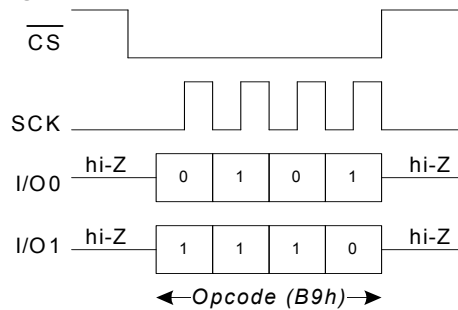 CS
SCK
I/O0 hi-Z 0 1 0 1 hi-Z
I/O1 hi-Z 1 1 1 0 hi-Z
Opcode (B9h)